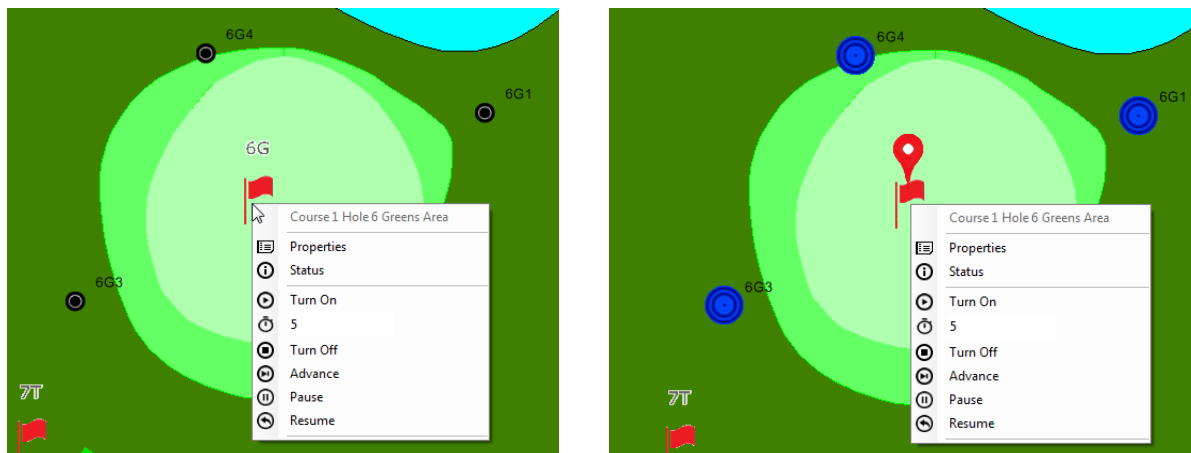 6G4
6G1
6G
Course 1 Hole 6 Greens Area
Properties
Status
6G3
Turn On
5
Turn Off
Advance
7T
Pause
Resume
6G4
6G1
Course 1 Hole 6 Greens Area
Properties
Status
6G3
Turn On
5
Turn Off
Advance
7T
Pause
Resume